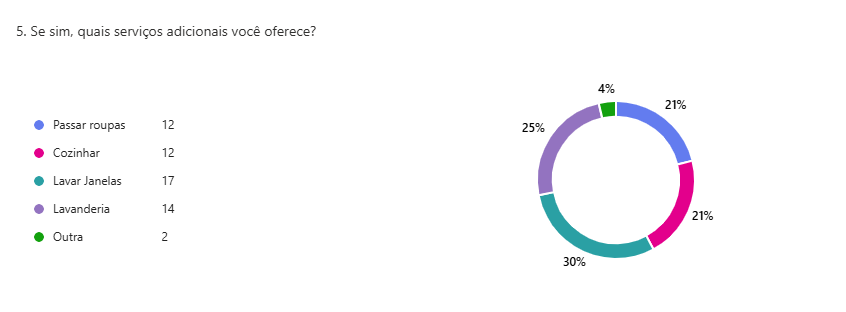 5. Se sim, quais serviços adicionais você oferece?
Passar roupas 12
Cozinhar 12
Lavar Janelas 17
Lavanderia 14
Outra 2
4%
21%
25%
21%
30%